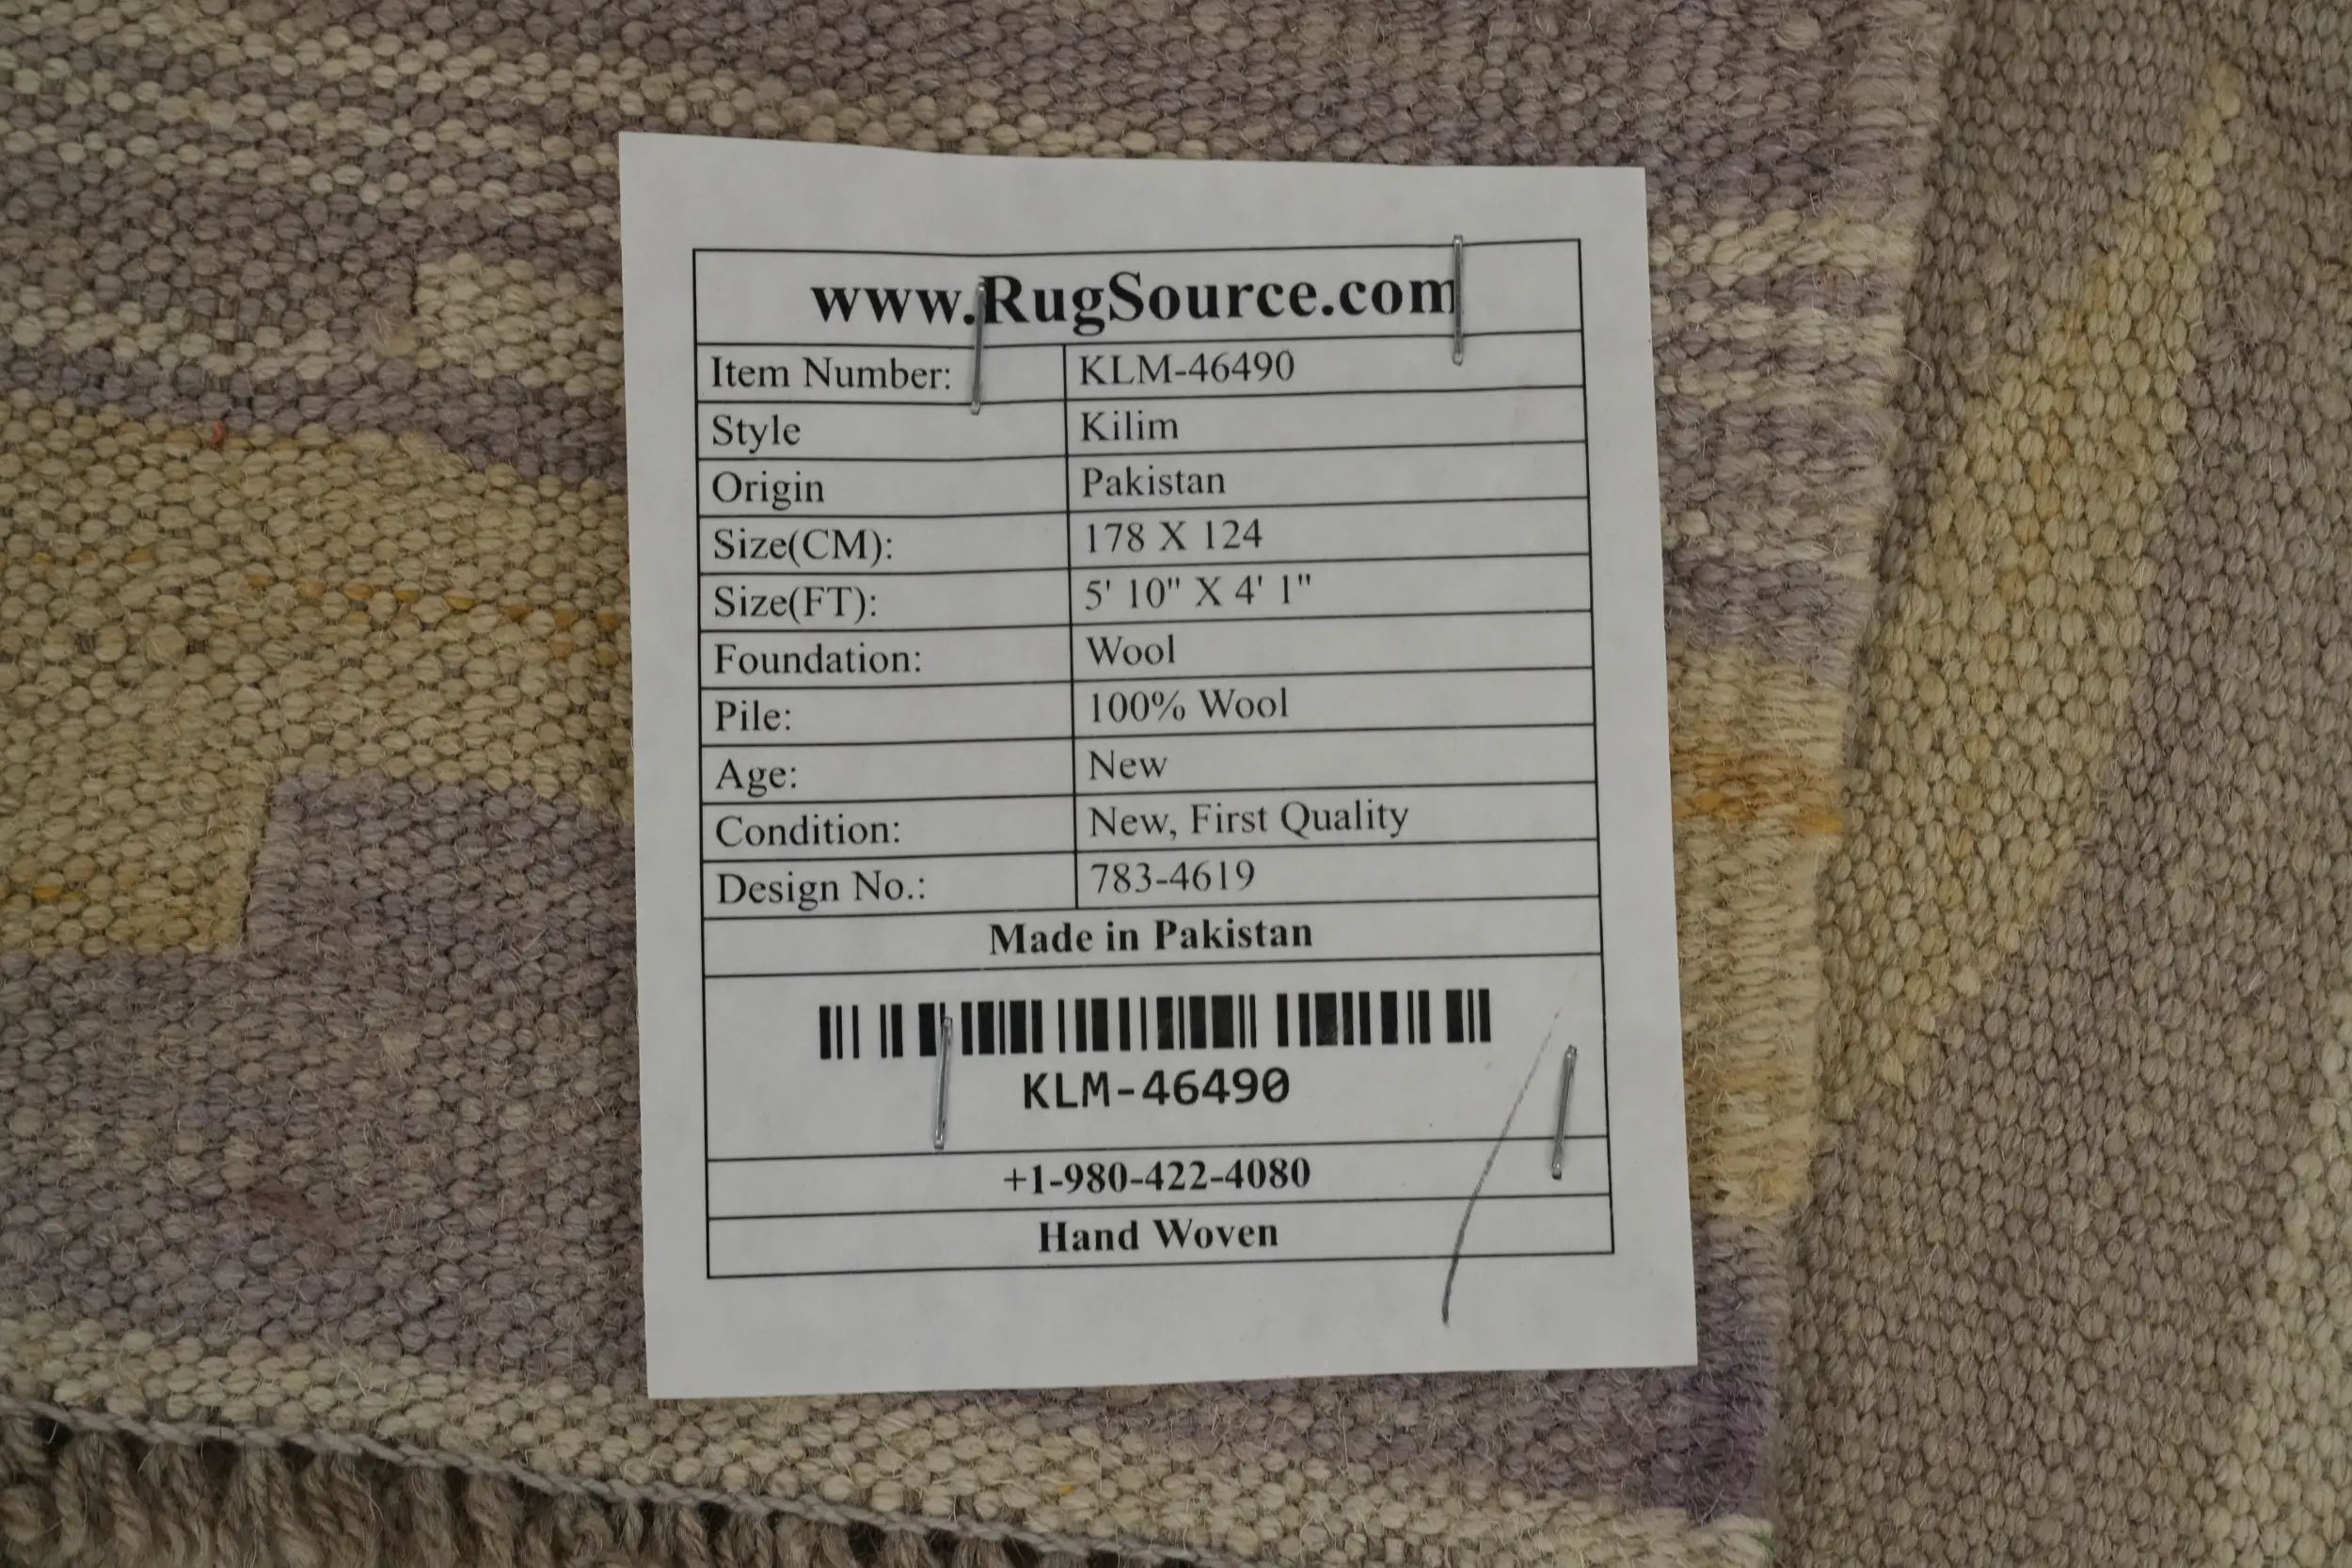 www.RugSource.com
Item Number: KLM-46490
Style Kilim
Origin Pakistan
Size(CM): 178 X 124
Size(FT): 5' 10" X 4' 1"
Foundation: Wool
Pile: 100% Wool
Age: New
Condition: New, First Quality
Design No.: 783-4619
Made in Pakistan
KLM-46490
+1-980-422-4080
Hand Woven